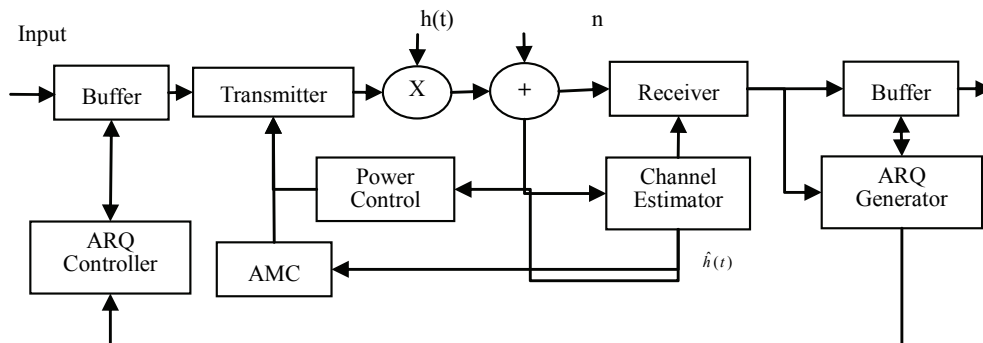 h(t)
n
Input
Buffer
Transmitter
X
+
Receiver
Buffer
Power
Control
Channel
Estimator
ARQ
Generator
ARQ
Controller
AMC
ĥ(t)